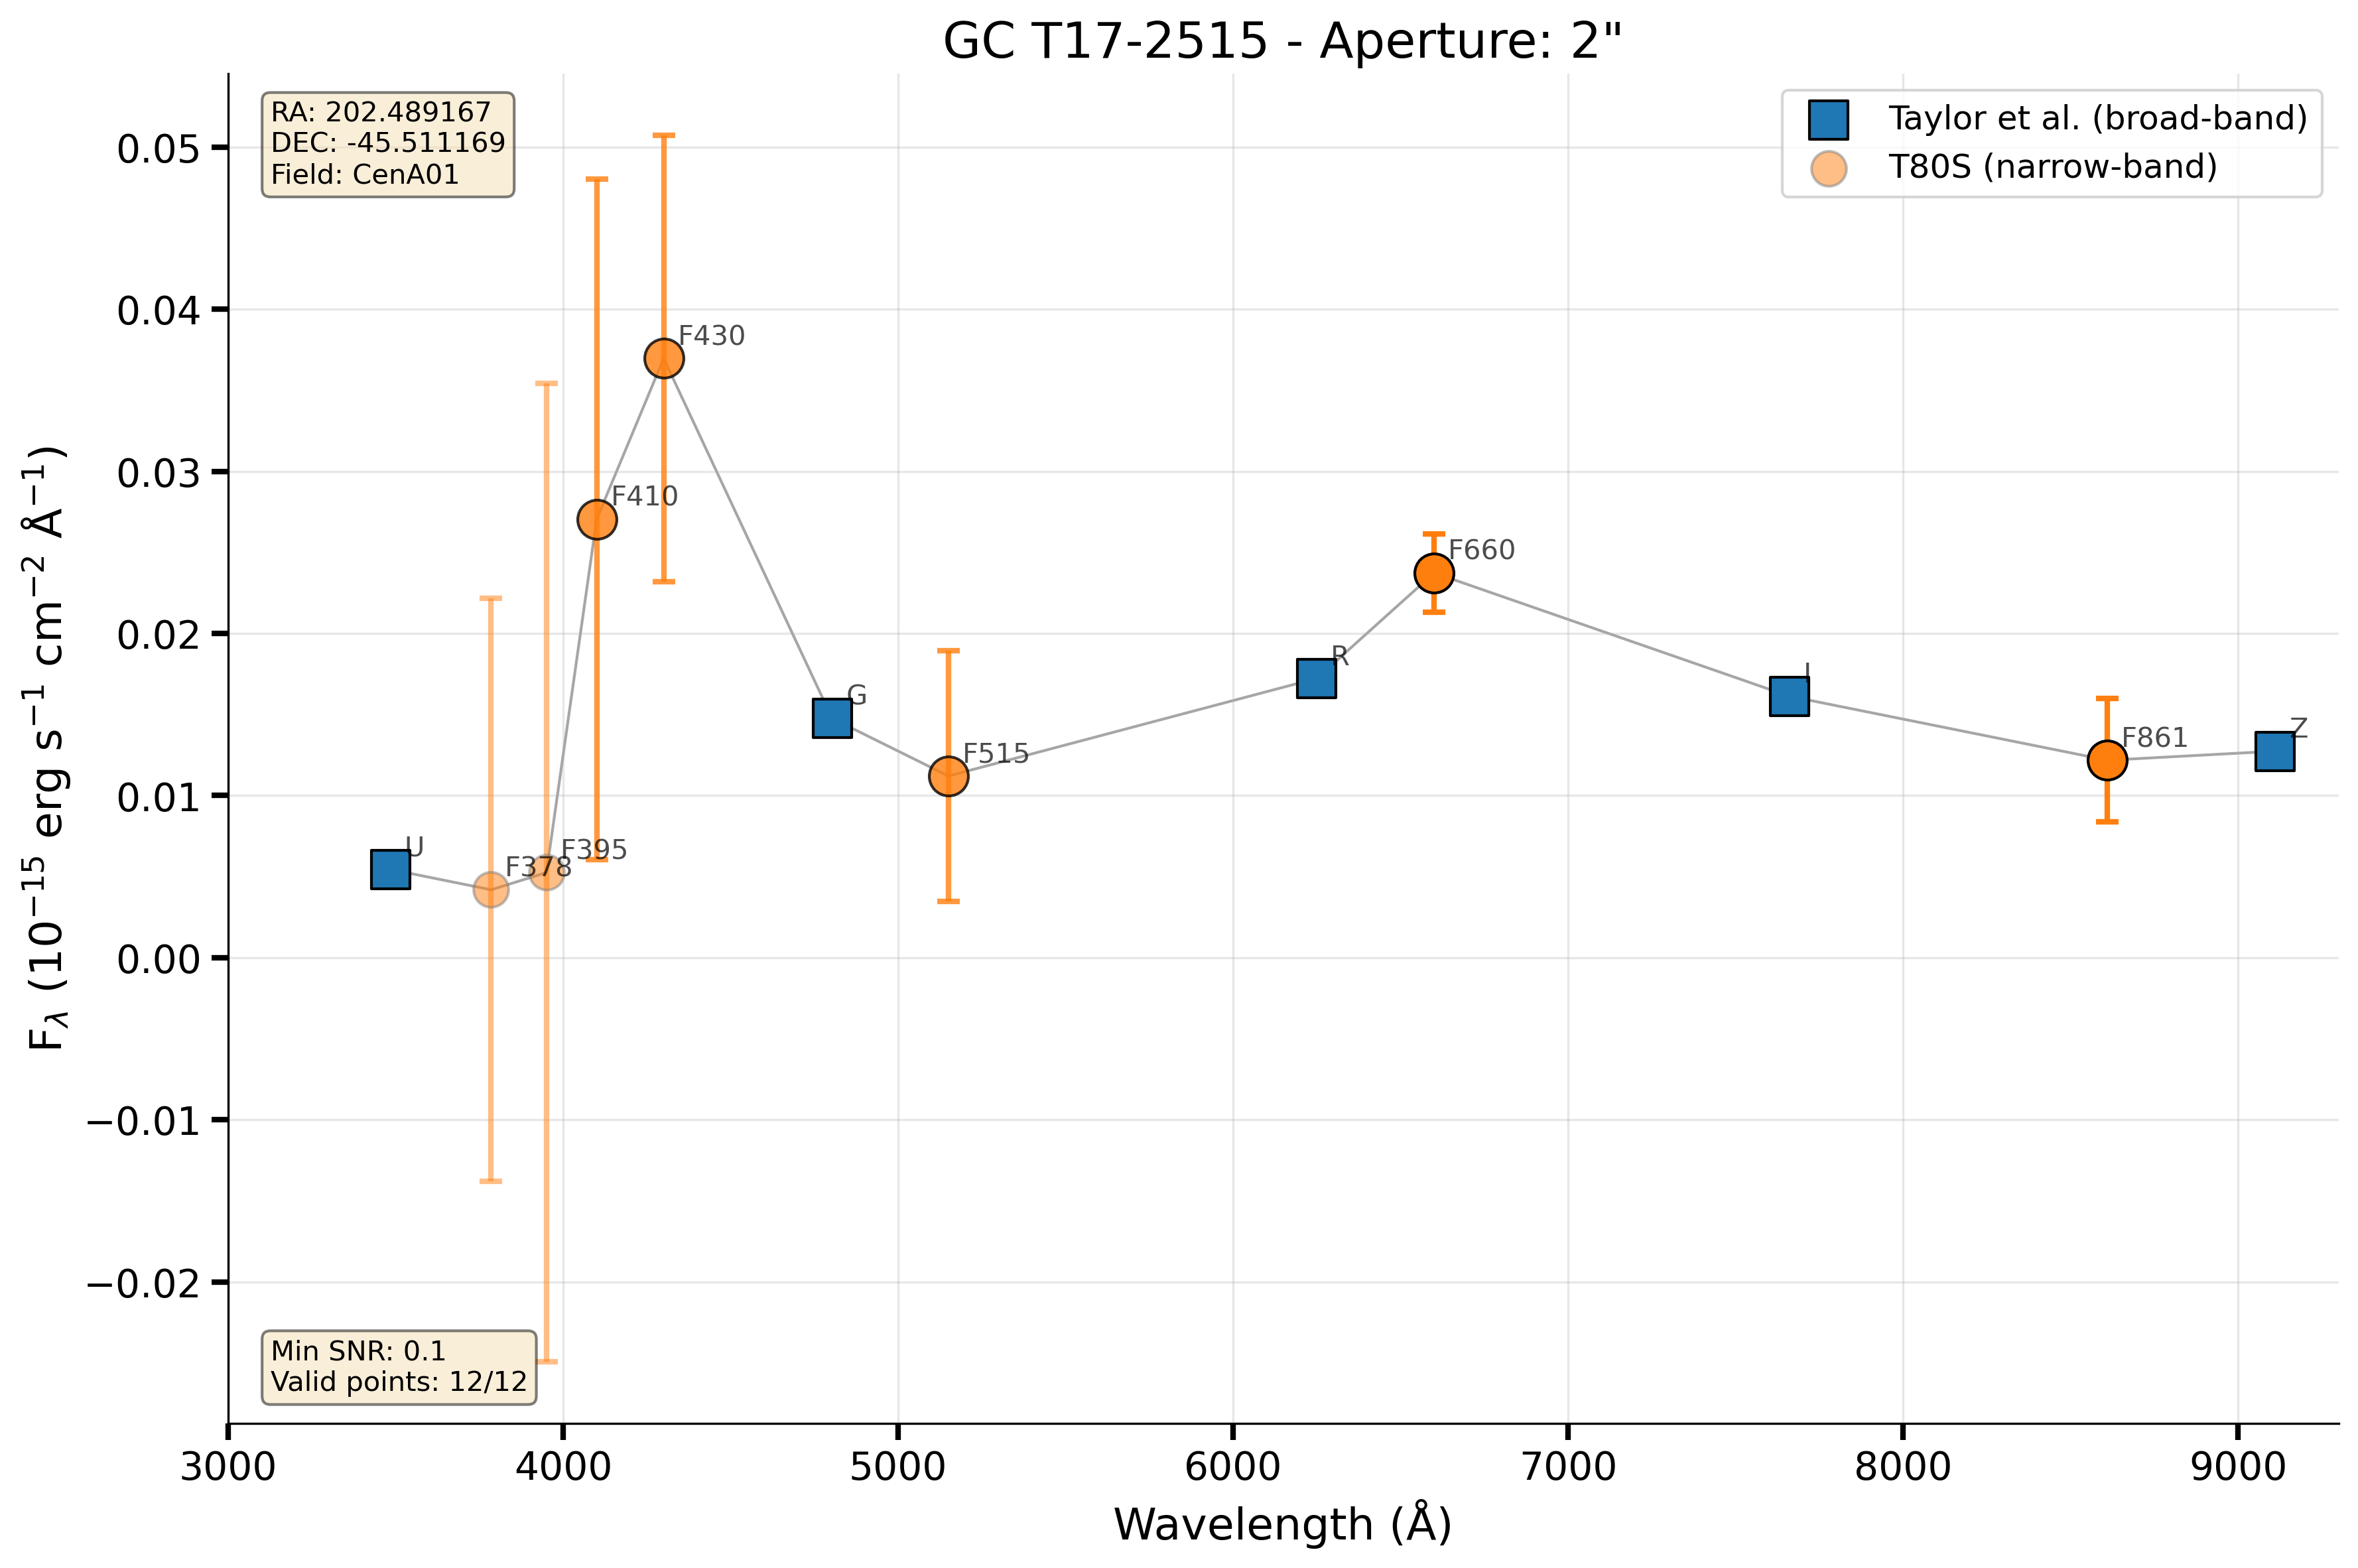 GC T17-2515 - Aperture: 2"
RA: 202.489167
DEC: -45.511169
Field: CenA01
Taylor et al. (broad-band)
T80S (narrow-band)
0.05
0.04
0.03
0.02
0.01
0.00
−0.01
−0.02
F_λ (10⁻¹⁵ erg s⁻¹ cm⁻² Å⁻¹)
U
F378
F395
F410
F430
G
F515
R
F660
I
F861
Z
Min SNR: 0.1
Valid points: 12/12
3000 4000 5000 6000 7000 8000 9000
Wavelength (Å)